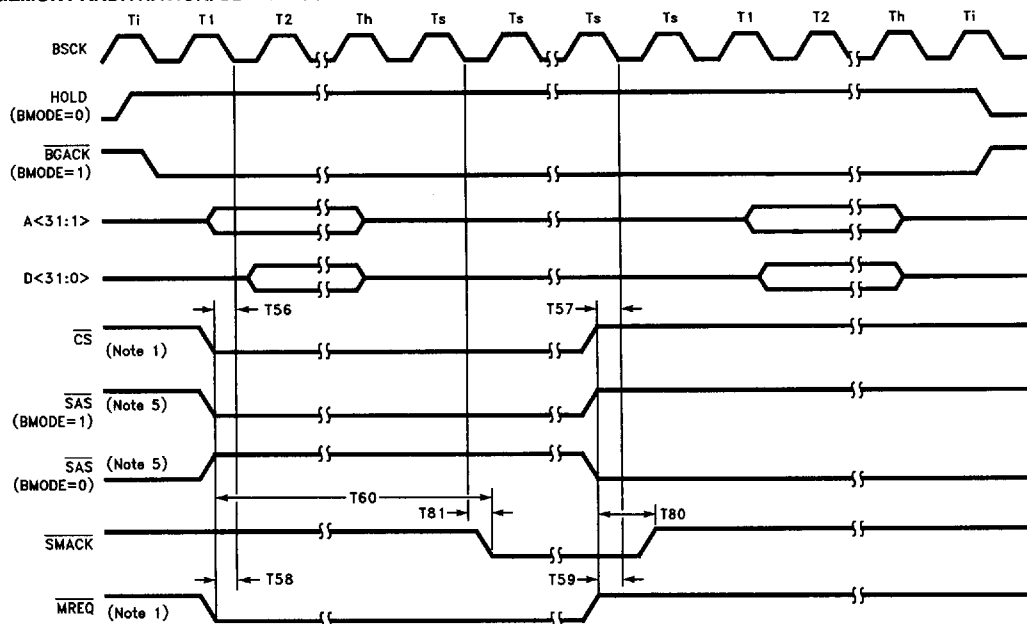 Ti T1 T2 Th Ts Ts Ts Ts T1 T2 Th Ti
BSCK
HOLD
(BMODE=0)
BGACK
(BMODE=1)
A<31:1>
D<31:0>
T56 T57
CS (Note 1)
SAS (Note 5)
(BMODE=1)
SAS (Note 5)
(BMODE=0)
T60
T81 T80
SMACK
T58 T59
MREQ (Note 1)